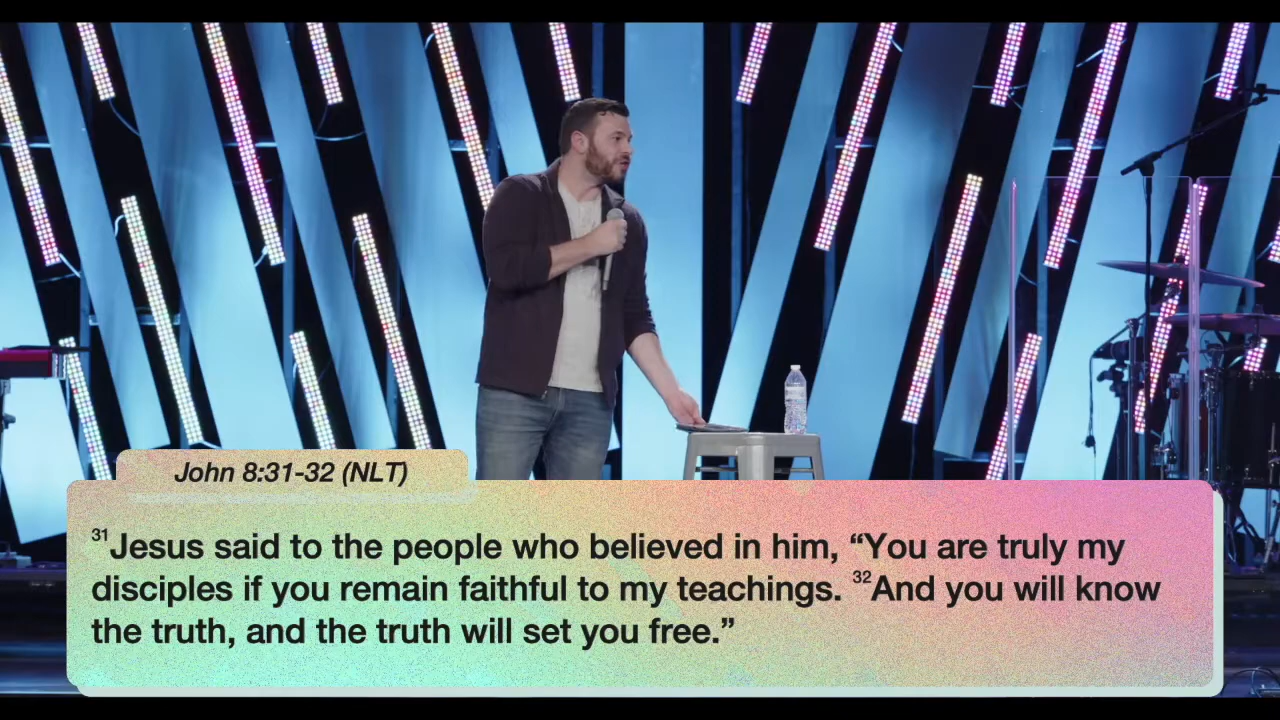 John 8:31-32 (NLT)
³¹Jesus said to the people who believed in him, “You are truly my
disciples if you remain faithful to my teachings. ³²And you will know
the truth, and the truth will set you free.”